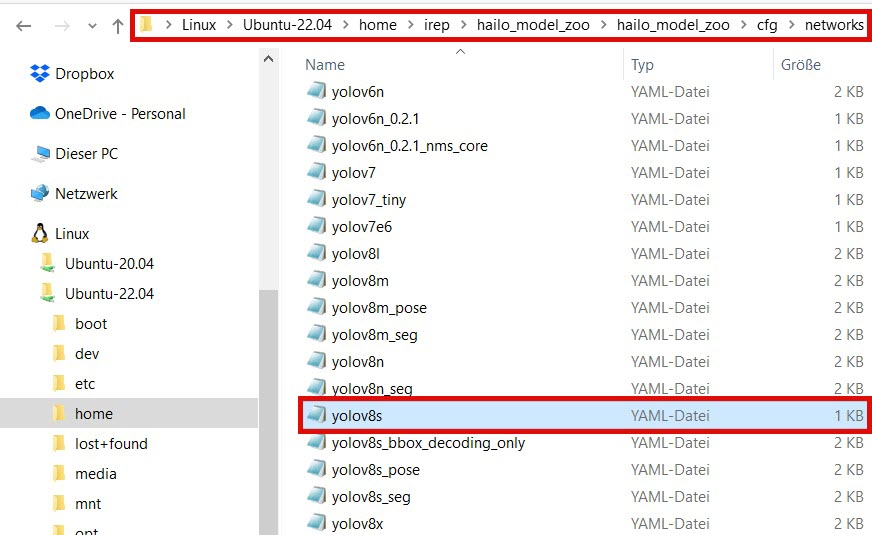 Linux > Ubuntu-22.04 > home > irep > hailo_model_zoo > hailo_model_zoo > cfg > networks
Dropbox
OneDrive - Personal
Dieser PC
Netzwerk
Linux
Ubuntu-20.04
Ubuntu-22.04
boot
dev
etc
home
lost+found
media
mnt
opt
Name Typ Größe
yolov6n YAML-Datei 2 KB
yolov6n_0.2.1 YAML-Datei 1 KB
yolov6n_0.2.1_nms_core YAML-Datei 1 KB
yolov7 YAML-Datei 1 KB
yolov7_tiny YAML-Datei 1 KB
yolov7e6 YAML-Datei 1 KB
yolov8l YAML-Datei 2 KB
yolov8m YAML-Datei 2 KB
yolov8m_pose YAML-Datei 2 KB
yolov8m_seg YAML-Datei 2 KB
yolov8n YAML-Datei 2 KB
yolov8n_seg YAML-Datei 2 KB
yolov8s YAML-Datei 1 KB
yolov8s_bbox_decoding_only YAML-Datei 2 KB
yolov8s_pose YAML-Datei 2 KB
yolov8s_seg YAML-Datei 2 KB
yolov8x YAML-Datei 2 KB